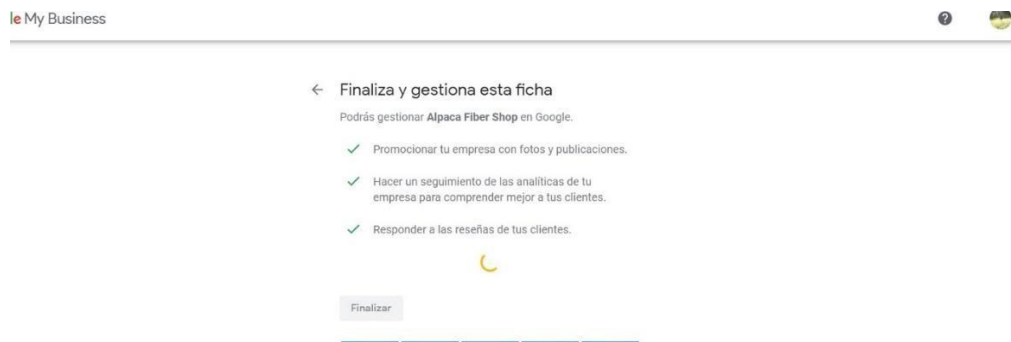 le My Business
Finaliza y gestiona esta ficha
Podrás gestionar Alpaca Fiber Shop en Google.
Promocionar tu empresa con fotos y publicaciones.
Hacer un seguimiento de las analíticas de tu
empresa para comprender mejor a tus clientes.
Responder a las reseñas de tus clientes.
Finalizar